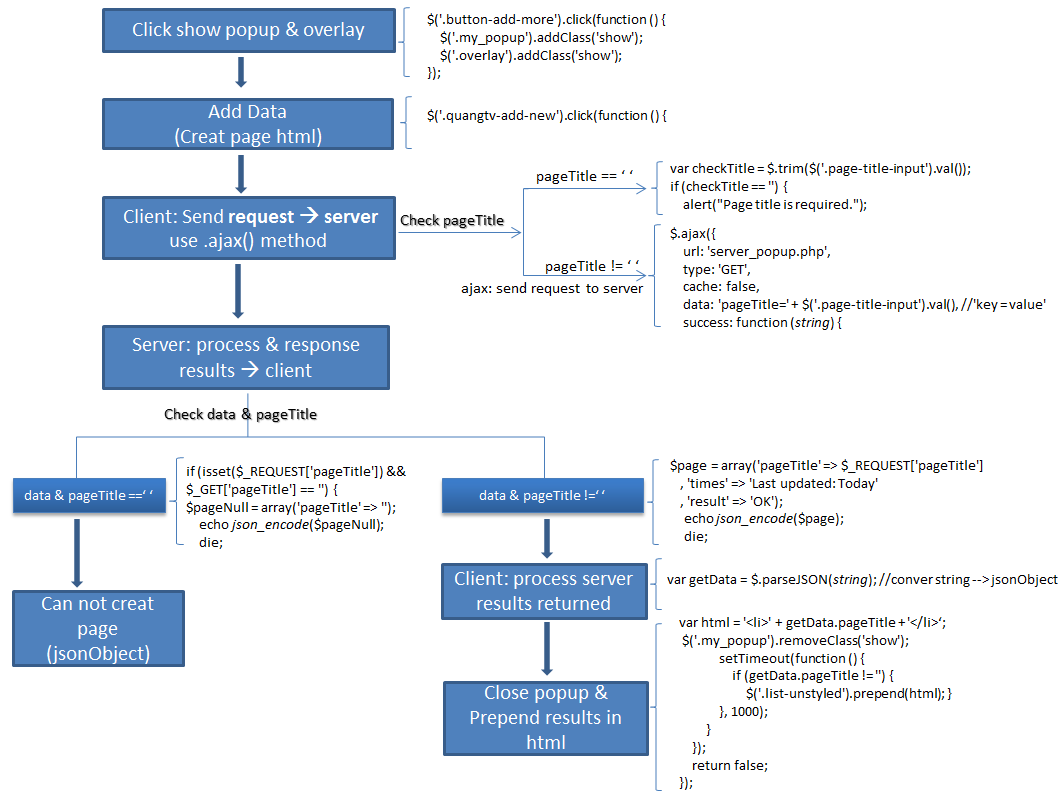 Click show popup & overlay
$('.button-add-more').click(function () {
$('.my_popup').addClass('show');
$('.overlay').addClass('show');
});
Add Data
(Creat page html)
$('.quangtv-add-new').click(function () {
Client: Send request → server
use .ajax() method
Check pageTitle
pageTitle == ‘ ‘
var checkTitle = $.trim($('.page-title-input').val());
if (checkTitle == '') {
alert("Page title is required.");
pageTitle != ‘ ‘
ajax: send request to server
$.ajax({
url: 'server_popup.php',
type: 'GET',
cache: false,
data: 'pageTitle=' + $('.page-title-input').val(), //'key = value'
success: function (string) {
Server: process & response
results → client
Check data & pageTitle
data & pageTitle ==‘ ‘
if (isset($_REQUEST['pageTitle']) &&
$_GET['pageTitle'] == '') {
$pageNull = array('pageTitle' => '');
echo json_encode($pageNull);
die;
Can not creat
page
(jsonObject)
data & pageTitle !=‘ ‘
$page = array('pageTitle' => $_REQUEST['pageTitle']
, 'times' => 'Last updated: Today'
, 'result' => 'OK');
echo json_encode($page);
die;
Client: process server
results returned
var getData = $.parseJSON(string); //conver string --> jsonObject
Close popup &
Prepend results in
html
var html = '<li>' + getData.pageTitle + '</li>‘;
$('.my_popup').removeClass('show');
setTimeout(function () {
if (getData.pageTitle != '') {
$('.list-unstyled').prepend(html); }
}, 1000);
}
});
return false;
});